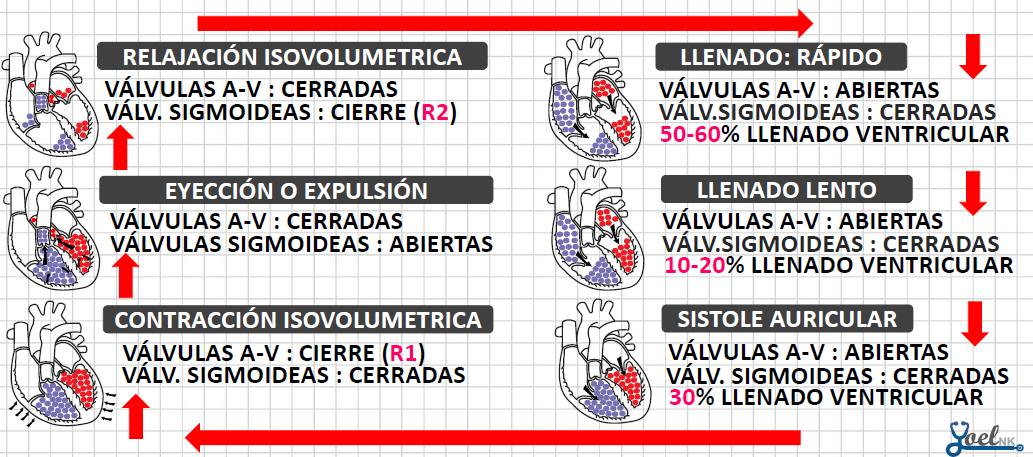 RELAJACIÓN ISOVOLUMETRICA
VÁLVULAS A-V : CERRADAS
VÁLV. SIGMOIDEAS : CIERRE (R2)
EYECCIÓN O EXPULSIÓN
VÁLVULAS A-V : CERRADAS
VÁLVULAS SIGMOIDEAS : ABIERTAS
CONTRACCIÓN ISOVOLUMETRICA
VÁLVULAS A-V : CIERRE (R1)
VÁLV. SIGMOIDEAS : CERRADAS
LLENADO: RÁPIDO
VÁLVULAS A-V : ABIERTAS
VÁLV.SIGMOIDEAS : CERRADAS
50-60% LLENADO VENTRICULAR
LLENADO LENTO
VÁLVULAS A-V : ABIERTAS
VÁLV.SIGMOIDEAS : CERRADAS
10-20% LLENADO VENTRICULAR
SISTOLE AURICULAR
VÁLVULAS A-V : ABIERTAS
VÁLV. SIGMOIDEAS : CERRADAS
30% LLENADO VENTRICULAR
Yoel NK